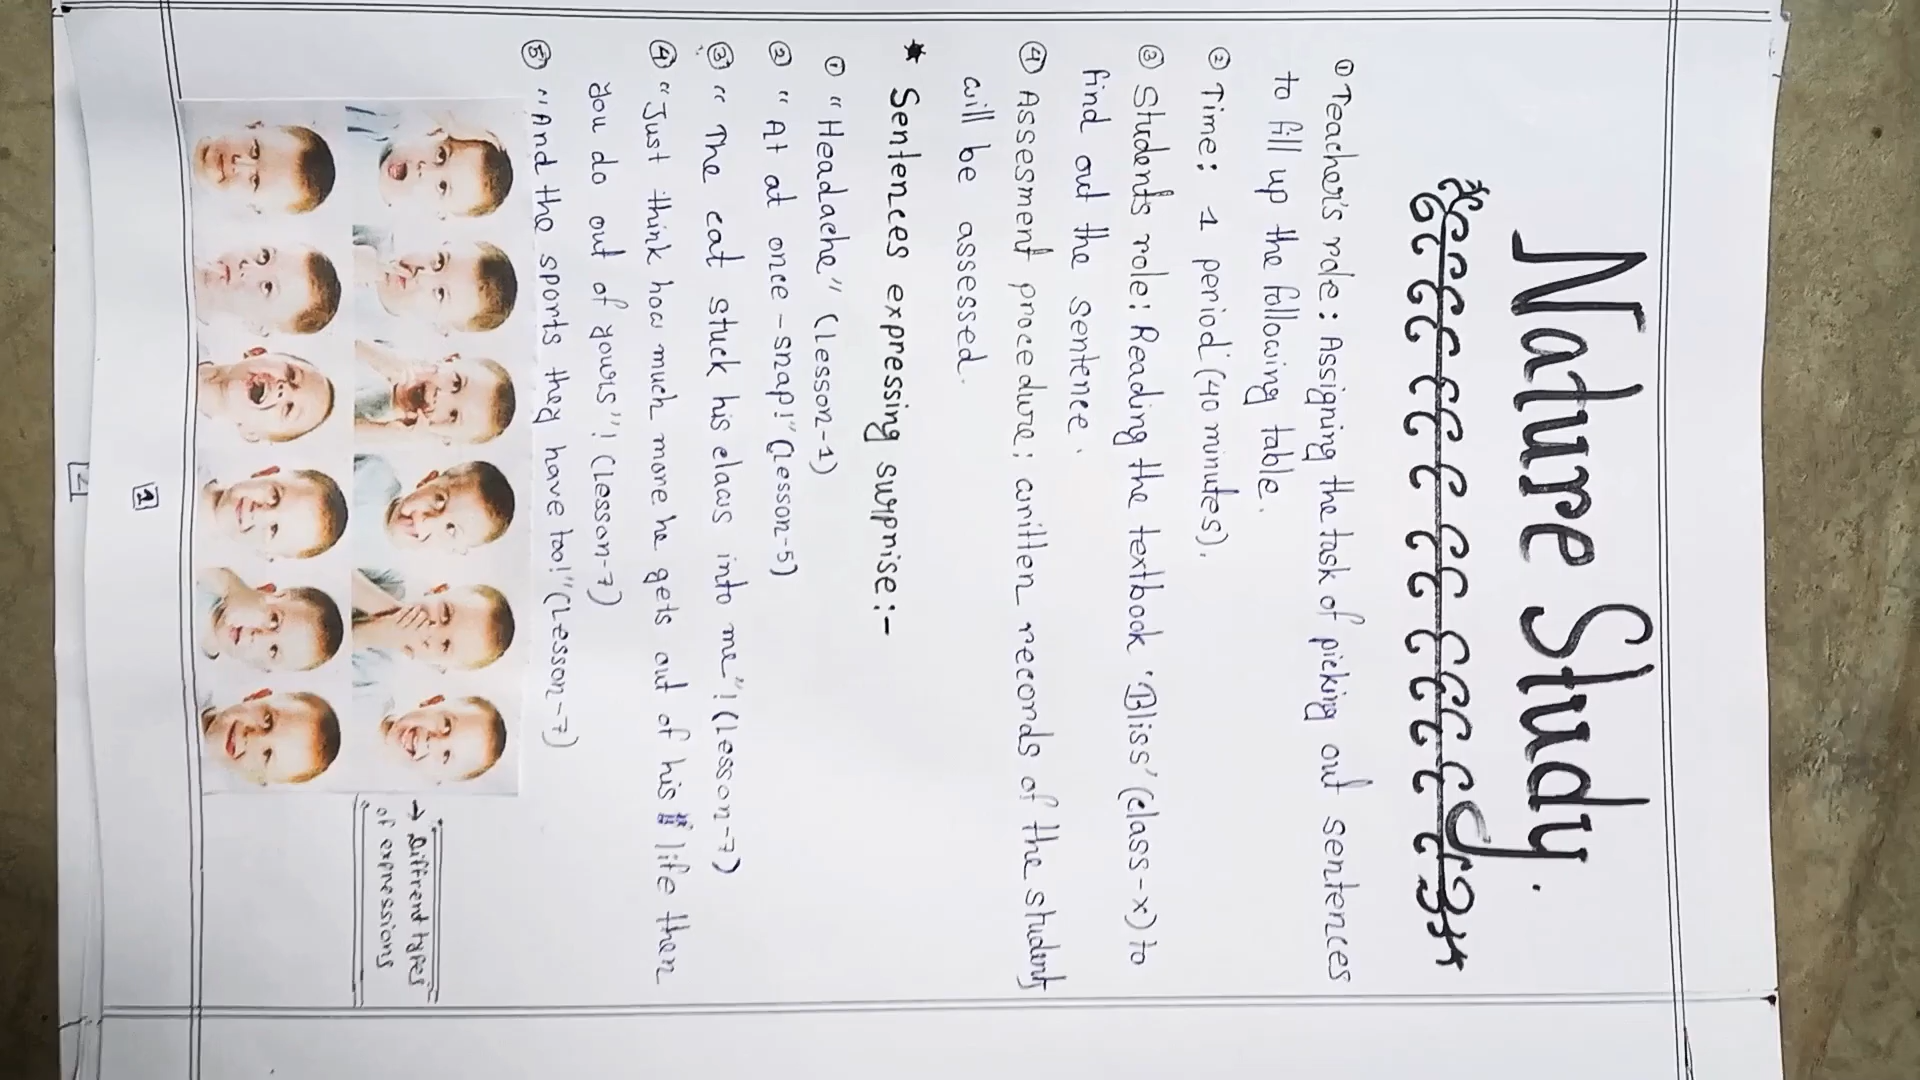 Nature Study.
① Teacher's role: Assigning the task of picking out sentences
to fill up the following table.
② Time: 1 period (40 minutes).
③ Students role: Reading the textbook 'Bliss' (class-x) to
find out the sentence.
④ Assesment proceedure: written records of the student
will be assessed.
★ Sentences expressing surprise:-
① "Headache" (Lesson-1)
② "At at once-snap!" (Lesson-5)
③ "The cat stuck his claws into me"! (Lesson-7)
④ "Just think how much more he gets out of his life then
you do out of yours"! (Lesson-7)
⑤ "And the sports they have too!" (Lesson-7)
→ Diffrent types
of expressions
1